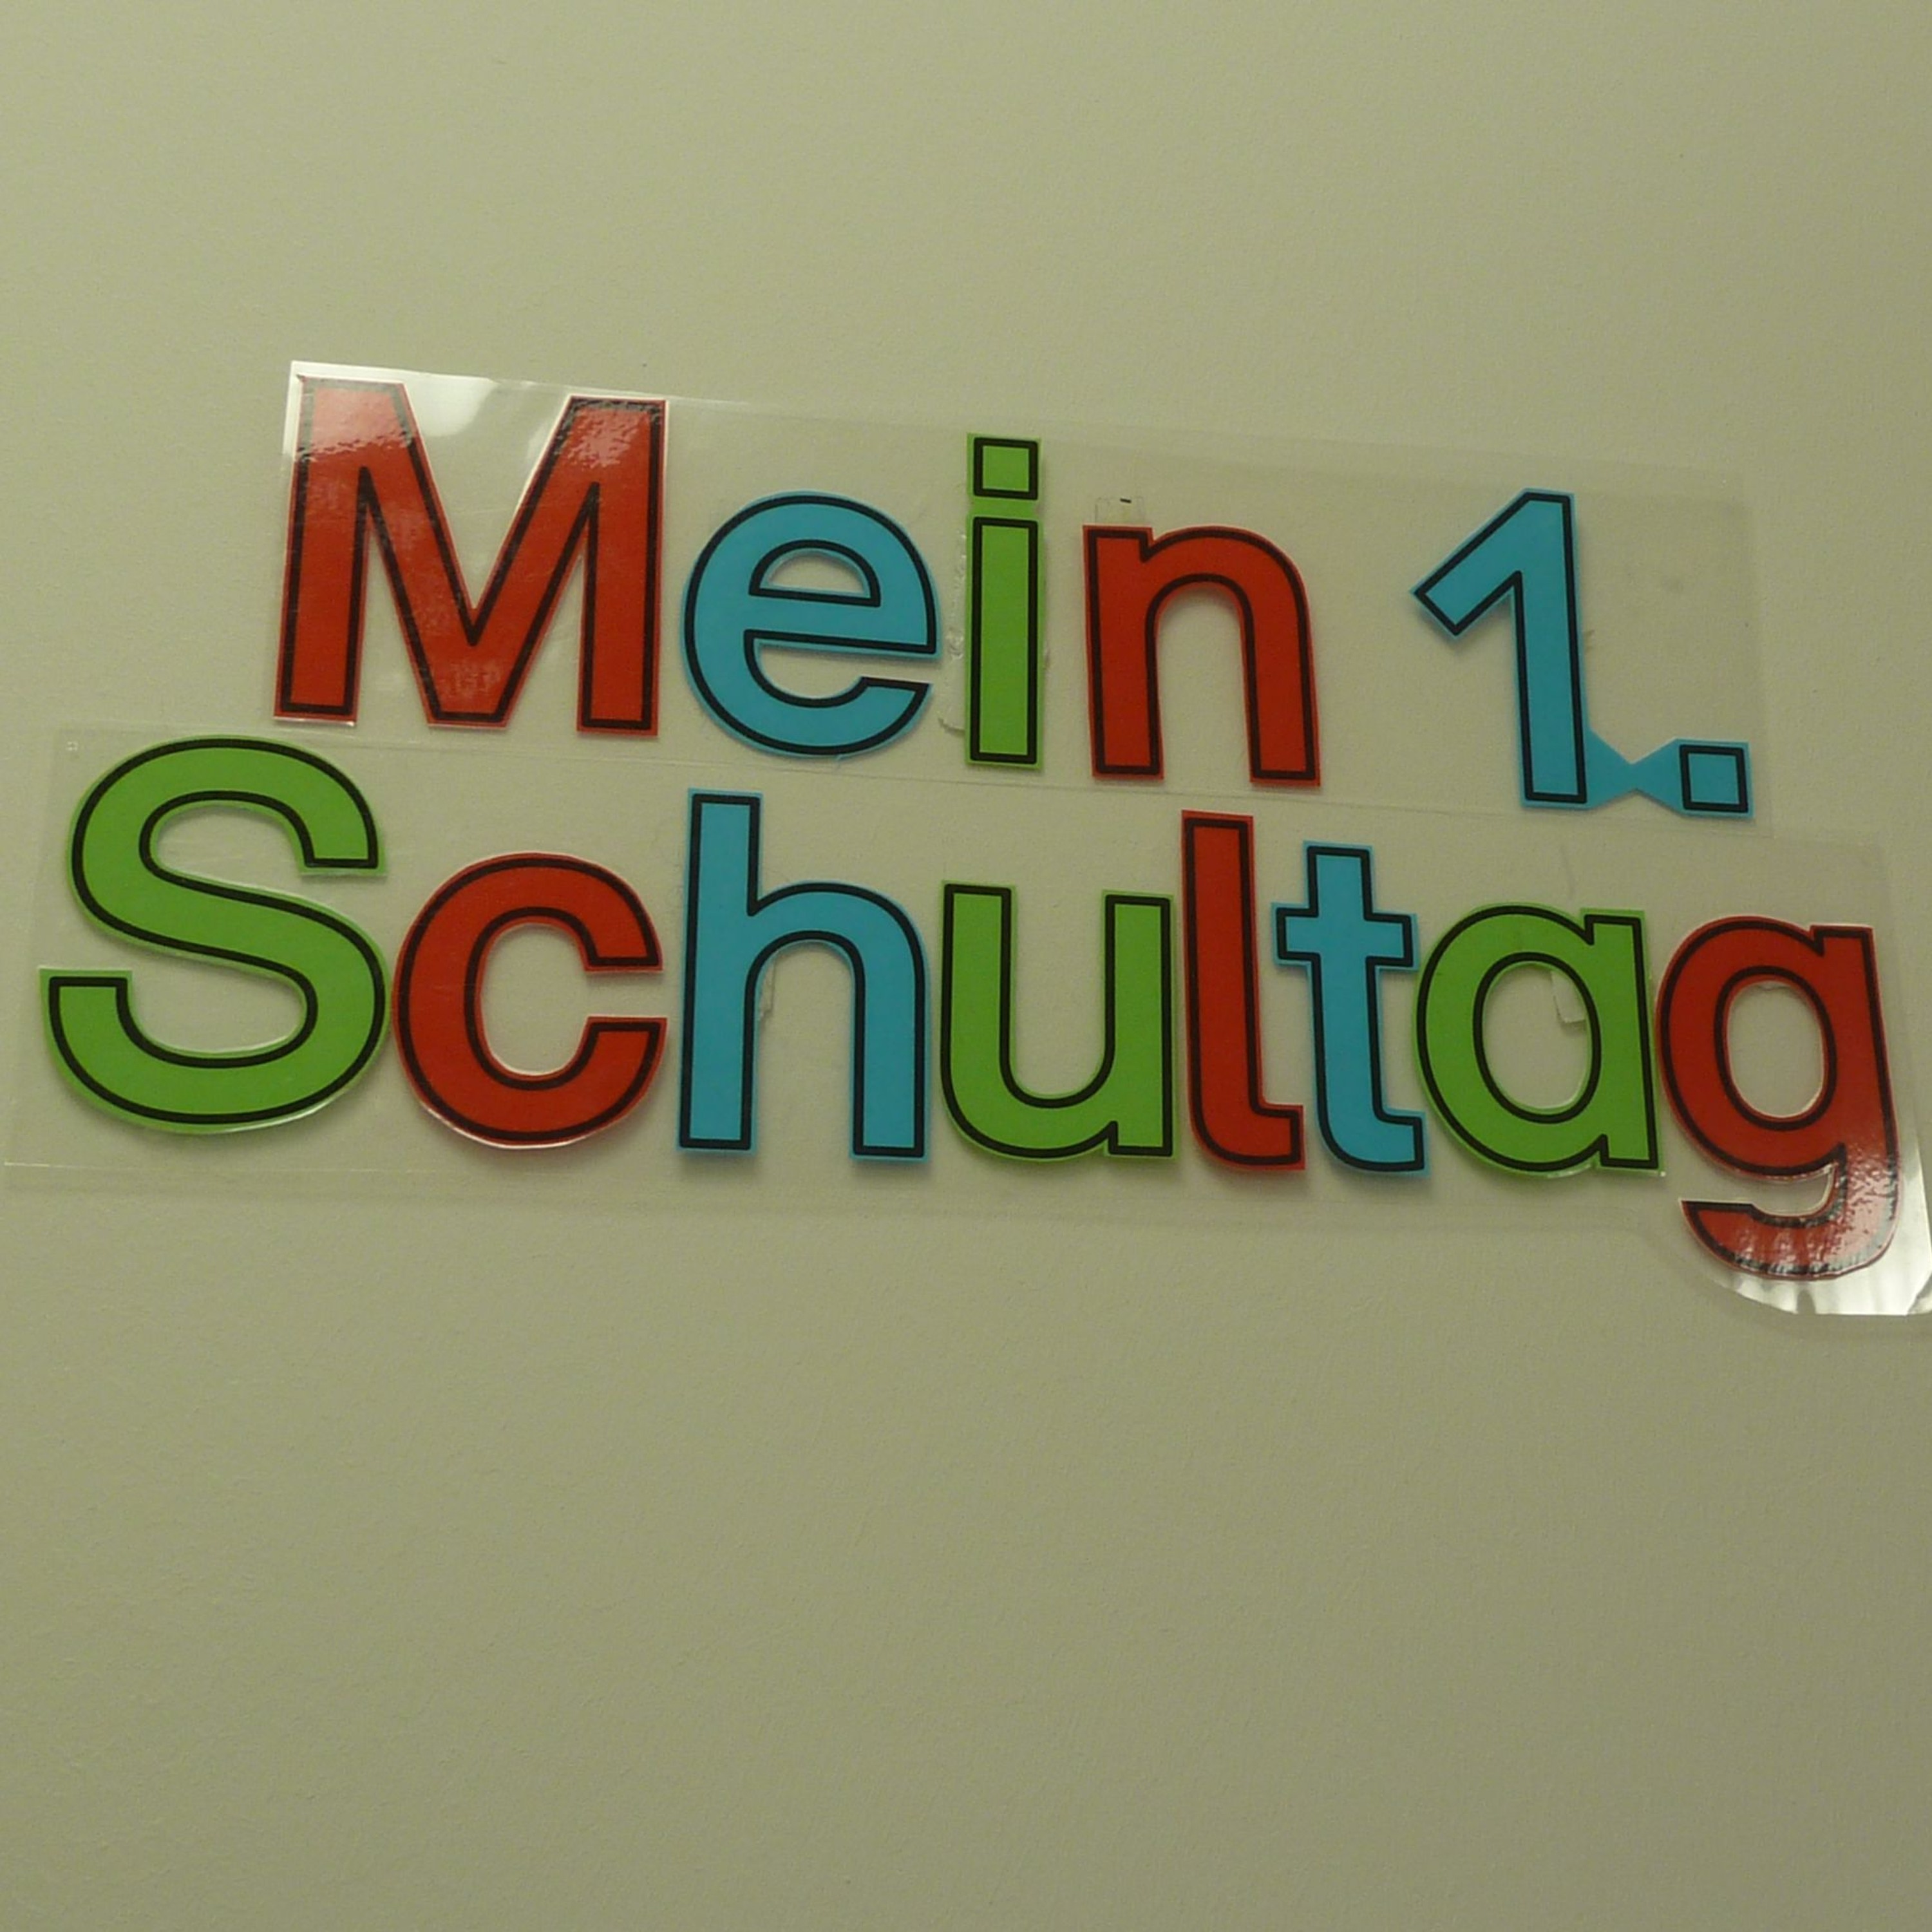 Mein 1.
Schultag